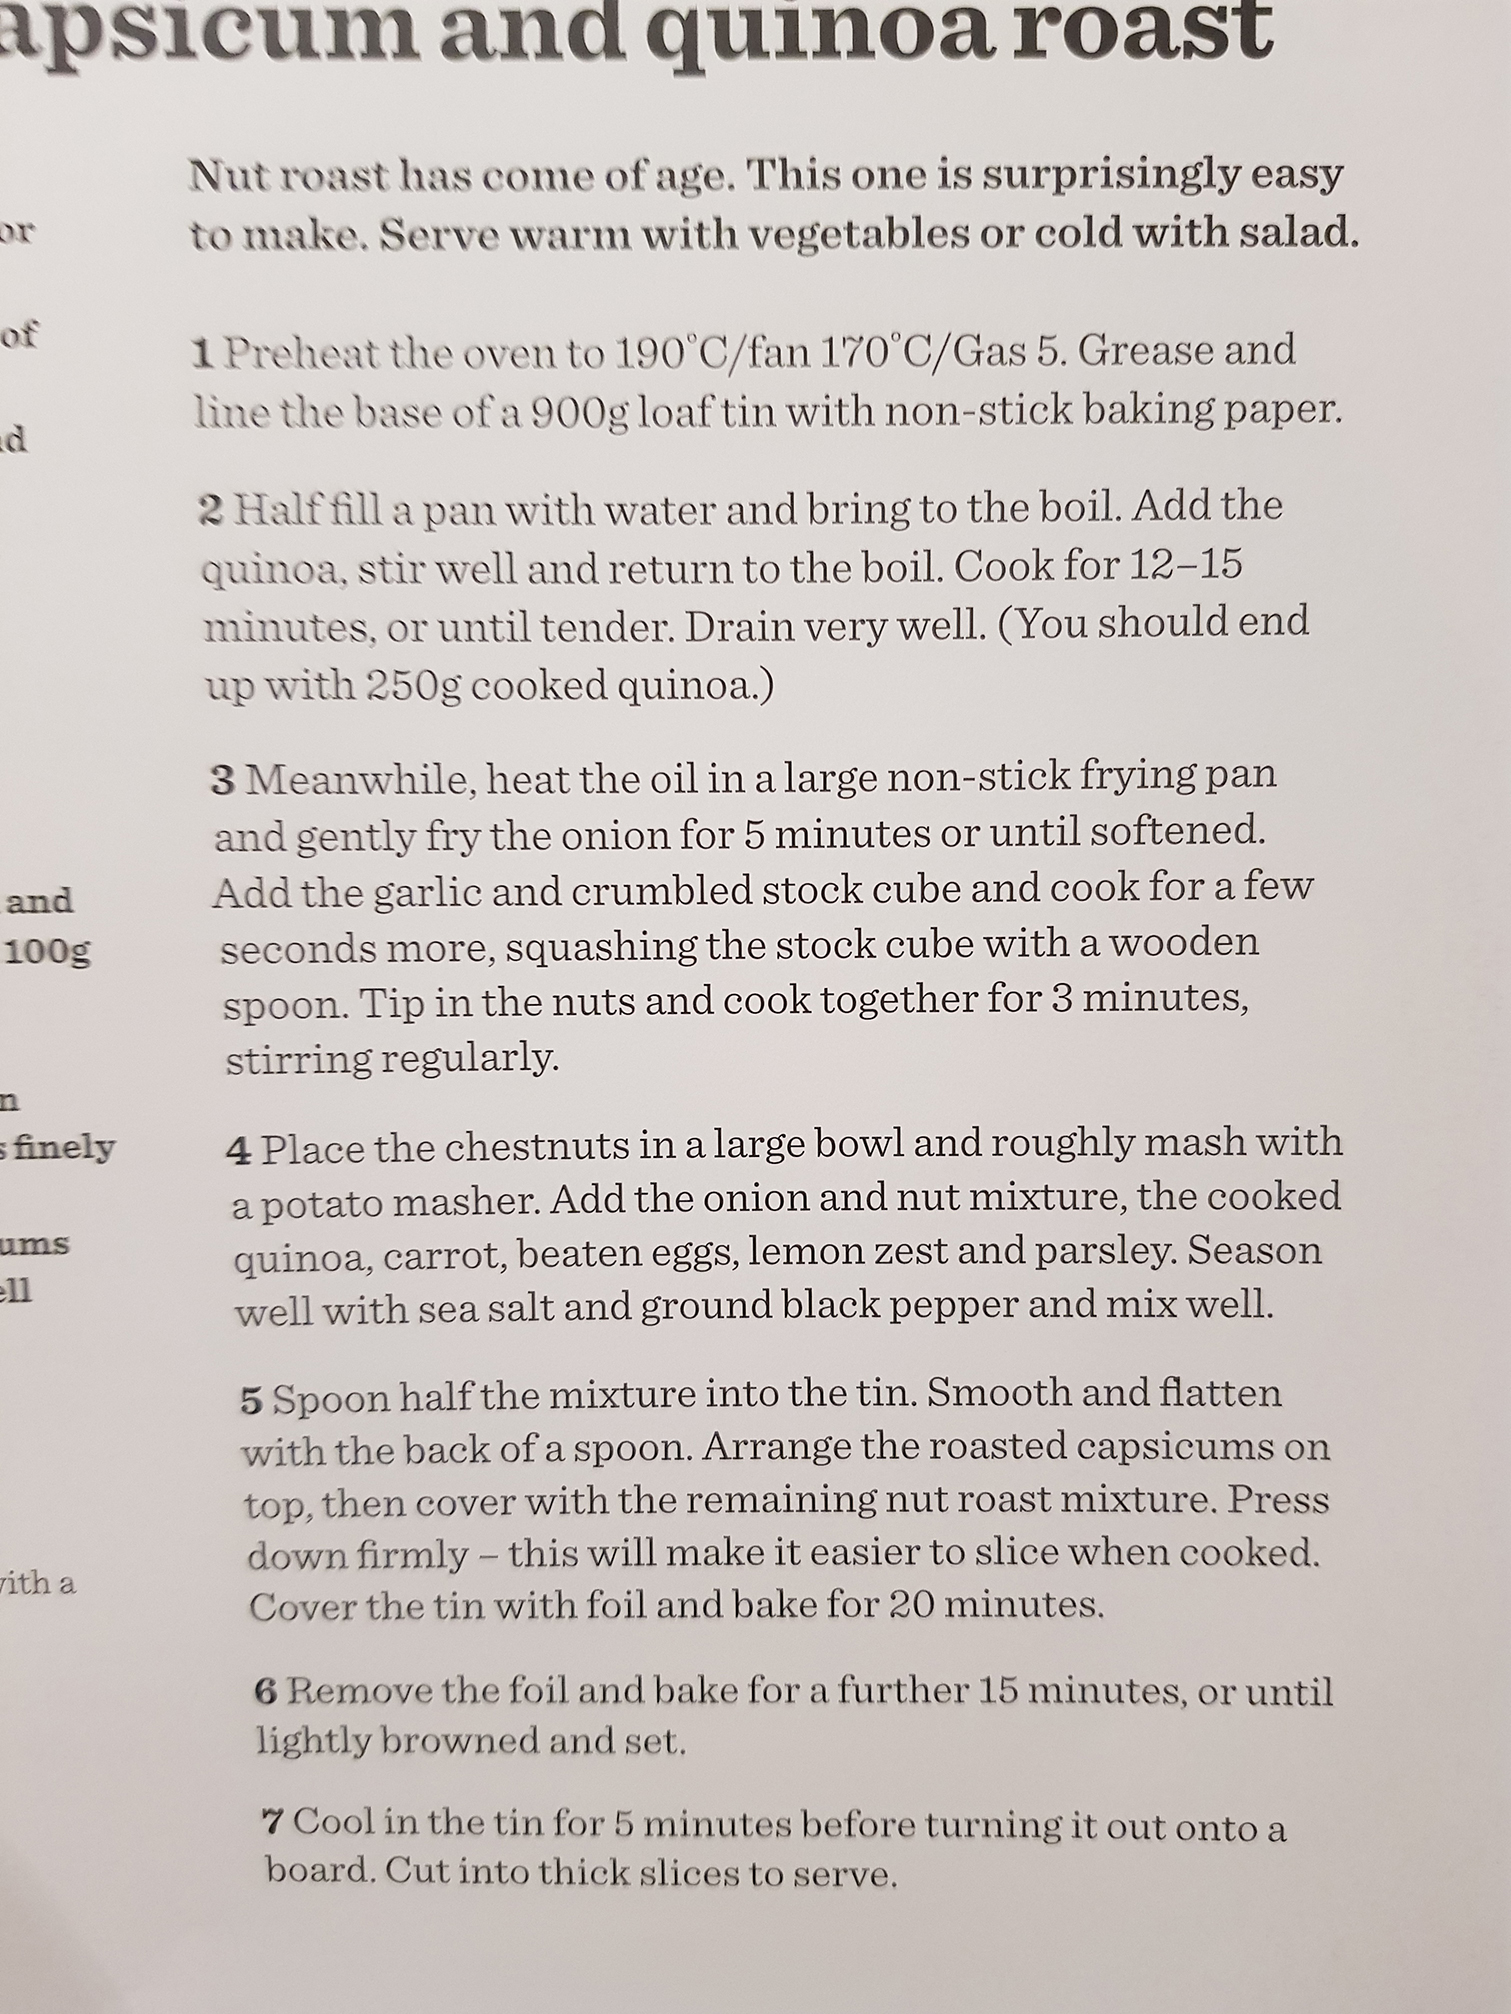 apsicum and quinoa roast
Nut roast has come of age. This one is surprisingly easy
to make. Serve warm with vegetables or cold with salad.
1 Preheat the oven to 190°C/fan 170°C/Gas 5. Grease and
line the base of a 900g loaf tin with non-stick baking paper.
2 Half fill a pan with water and bring to the boil. Add the
quinoa, stir well and return to the boil. Cook for 12–15
minutes, or until tender. Drain very well. (You should end
up with 250g cooked quinoa.)
3 Meanwhile, heat the oil in a large non-stick frying pan
and gently fry the onion for 5 minutes or until softened.
Add the garlic and crumbled stock cube and cook for a few
seconds more, squashing the stock cube with a wooden
spoon. Tip in the nuts and cook together for 3 minutes,
stirring regularly.
4 Place the chestnuts in a large bowl and roughly mash with
a potato masher. Add the onion and nut mixture, the cooked
quinoa, carrot, beaten eggs, lemon zest and parsley. Season
well with sea salt and ground black pepper and mix well.
5 Spoon half the mixture into the tin. Smooth and flatten
with the back of a spoon. Arrange the roasted capsicums on
top, then cover with the remaining nut roast mixture. Press
down firmly – this will make it easier to slice when cooked.
Cover the tin with foil and bake for 20 minutes.
6 Remove the foil and bake for a further 15 minutes, or until
lightly browned and set.
7 Cool in the tin for 5 minutes before turning it out onto a
board. Cut into thick slices to serve.
or
of
and
100g
finely
ums
ell
ith a